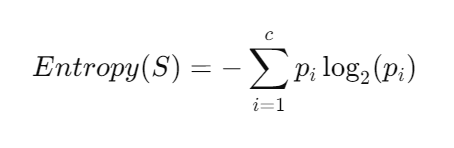 Entropy(S) = − ∑_{i=1}^{c} p_i log_2(p_i)